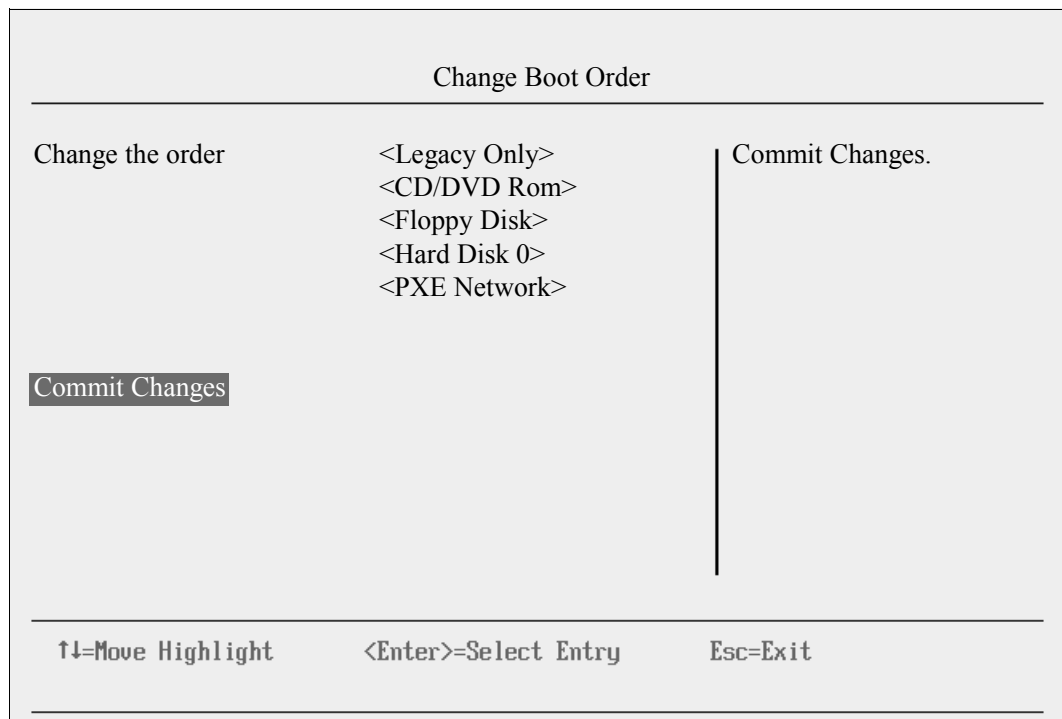 Change Boot Order
Change the order
<Legacy Only>
<CD/DVD Rom>
<Floppy Disk>
<Hard Disk 0>
<PXE Network>
Commit Changes.
Commit Changes
↑↓=Move Highlight <Enter>=Select Entry Esc=Exit